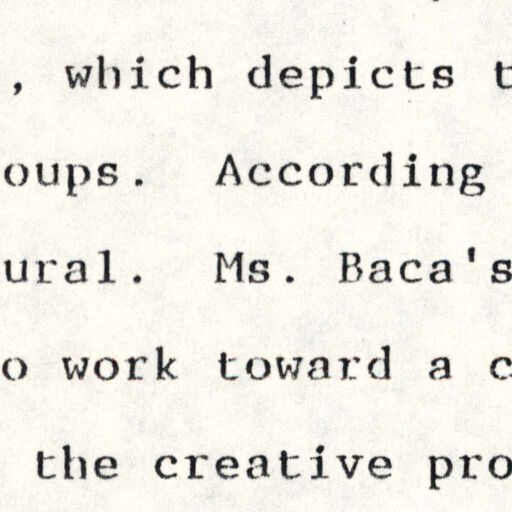 , which depicts t
oups.  According
ural.  Ms. Baca's
o work toward a c
the creative pro